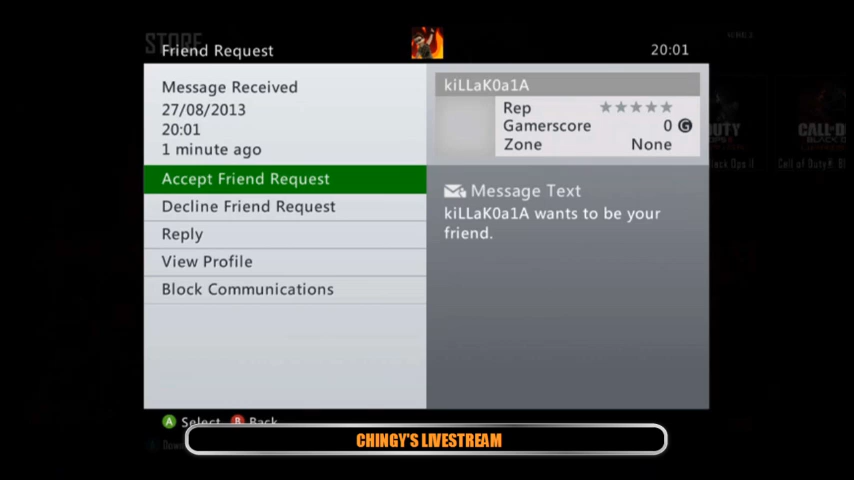 STORE
Friend Request
20:01
Message Received
27/08/2013
20:01
1 minute ago
Accept Friend Request
Decline Friend Request
Reply
View Profile
Block Communications
kiLLaK0a1A
Rep
Gamerscore 0 G
Zone None
Message Text
kiLLaK0a1A wants to be your
friend.
A Select B Back
CHINGY'S LIVESTREAM